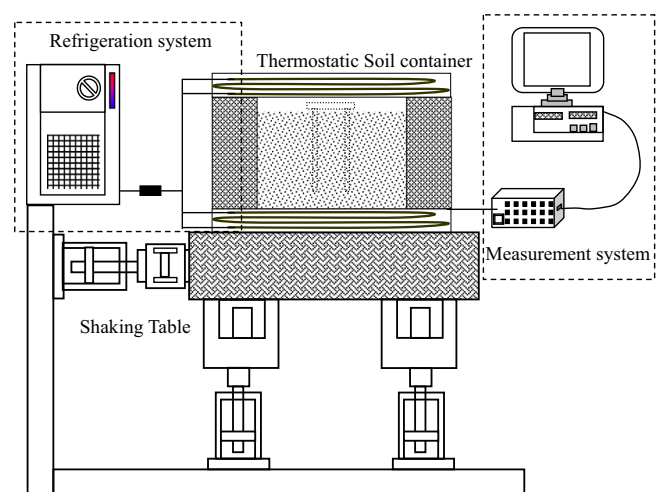 Refrigeration system
Thermostatic Soil container
Measurement system
Shaking Table